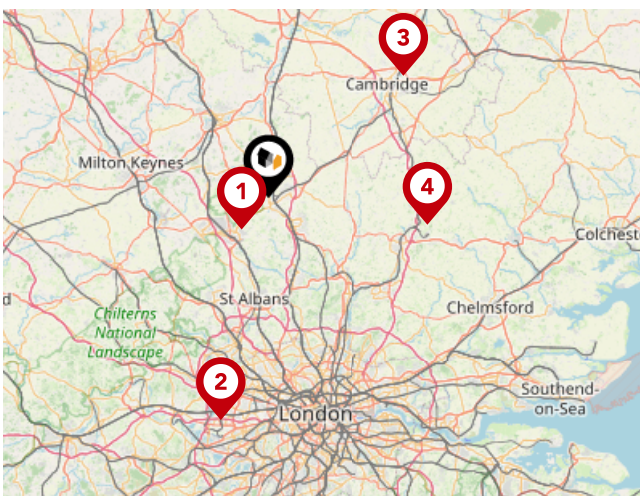 3
Cambridge
Milton Keynes
1
4
Colchest
d
St Albans
Chelmsford
Chilterns
National
Landscape
2
Southend-
on-Sea
London